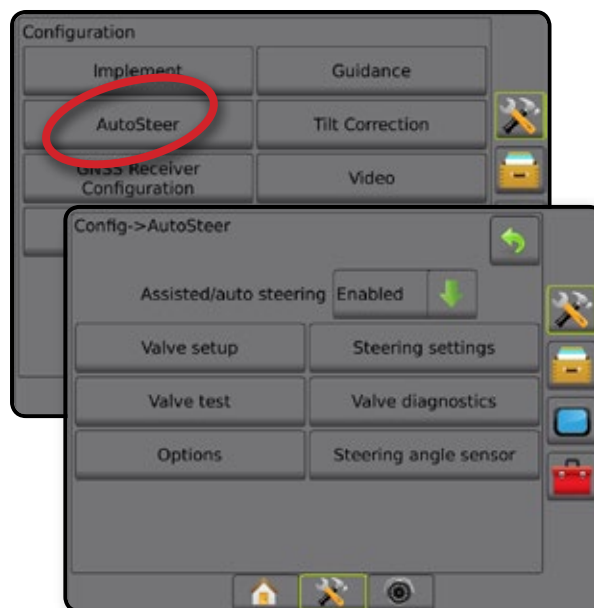 Configuration
Implement
Guidance
AutoSteer
Tilt Correction
GNSS Receiver
Configuration
Video
Config->AutoSteer
Assisted/auto steering Enabled
Valve setup
Steering settings
Valve test
Valve diagnostics
Options
Steering angle sensor